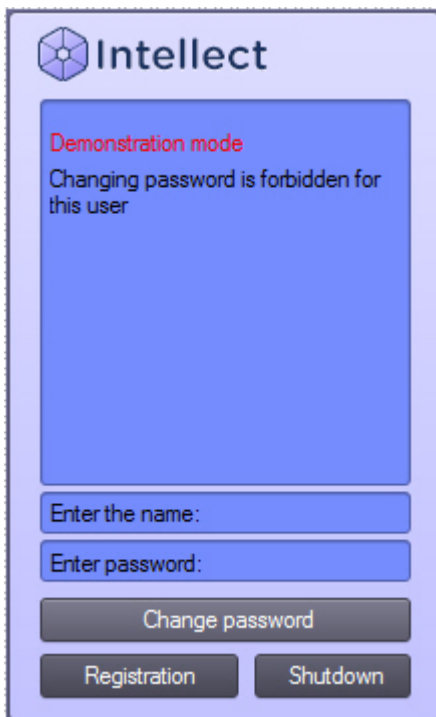 Intellect
Demonstration mode
Changing password is forbidden for
this user
Enter the name:
Enter password:
Change password
Registration
Shutdown